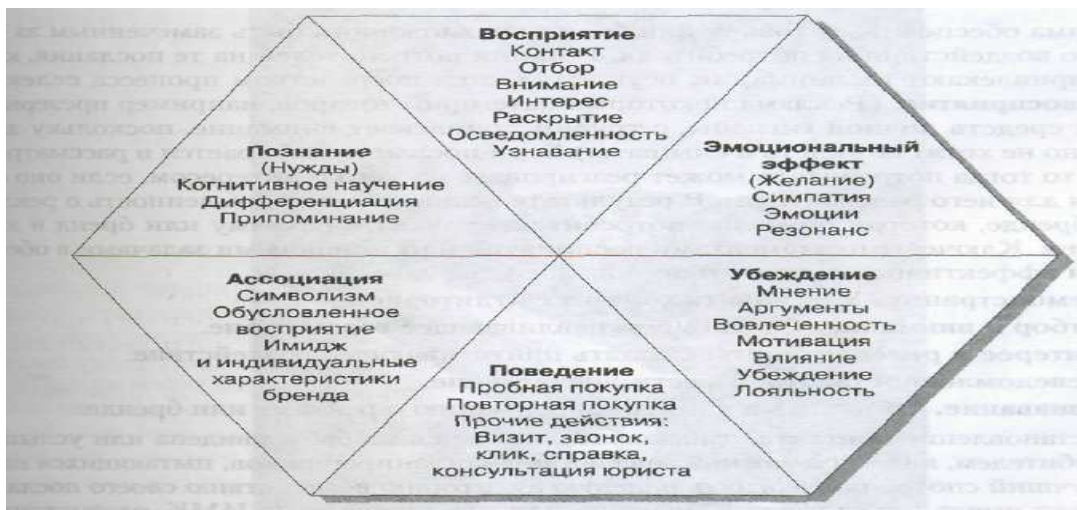 Восприятие
Контакт
Отбор
Внимание
Интерес
Раскрытие
Осведомленность
Узнавание
Познание
(Нужды)
Когнитивное научение
Дифференциация
Припоминание
Эмоциональный
эффект
(Желание)
Симпатия
Эмоции
Резонанс
Ассоциация
Символизм
Обусловленное
восприятие
Имидж
и индивидуальные
характеристики
бренда
Убеждение
Мнение
Аргументы
Вовлеченность
Мотивация
Влияние
Убеждение
Лояльность
Поведение
Пробная покупка
Повторная покупка
Прочие действия:
Визит, звонок,
клик, справка,
консультация юриста